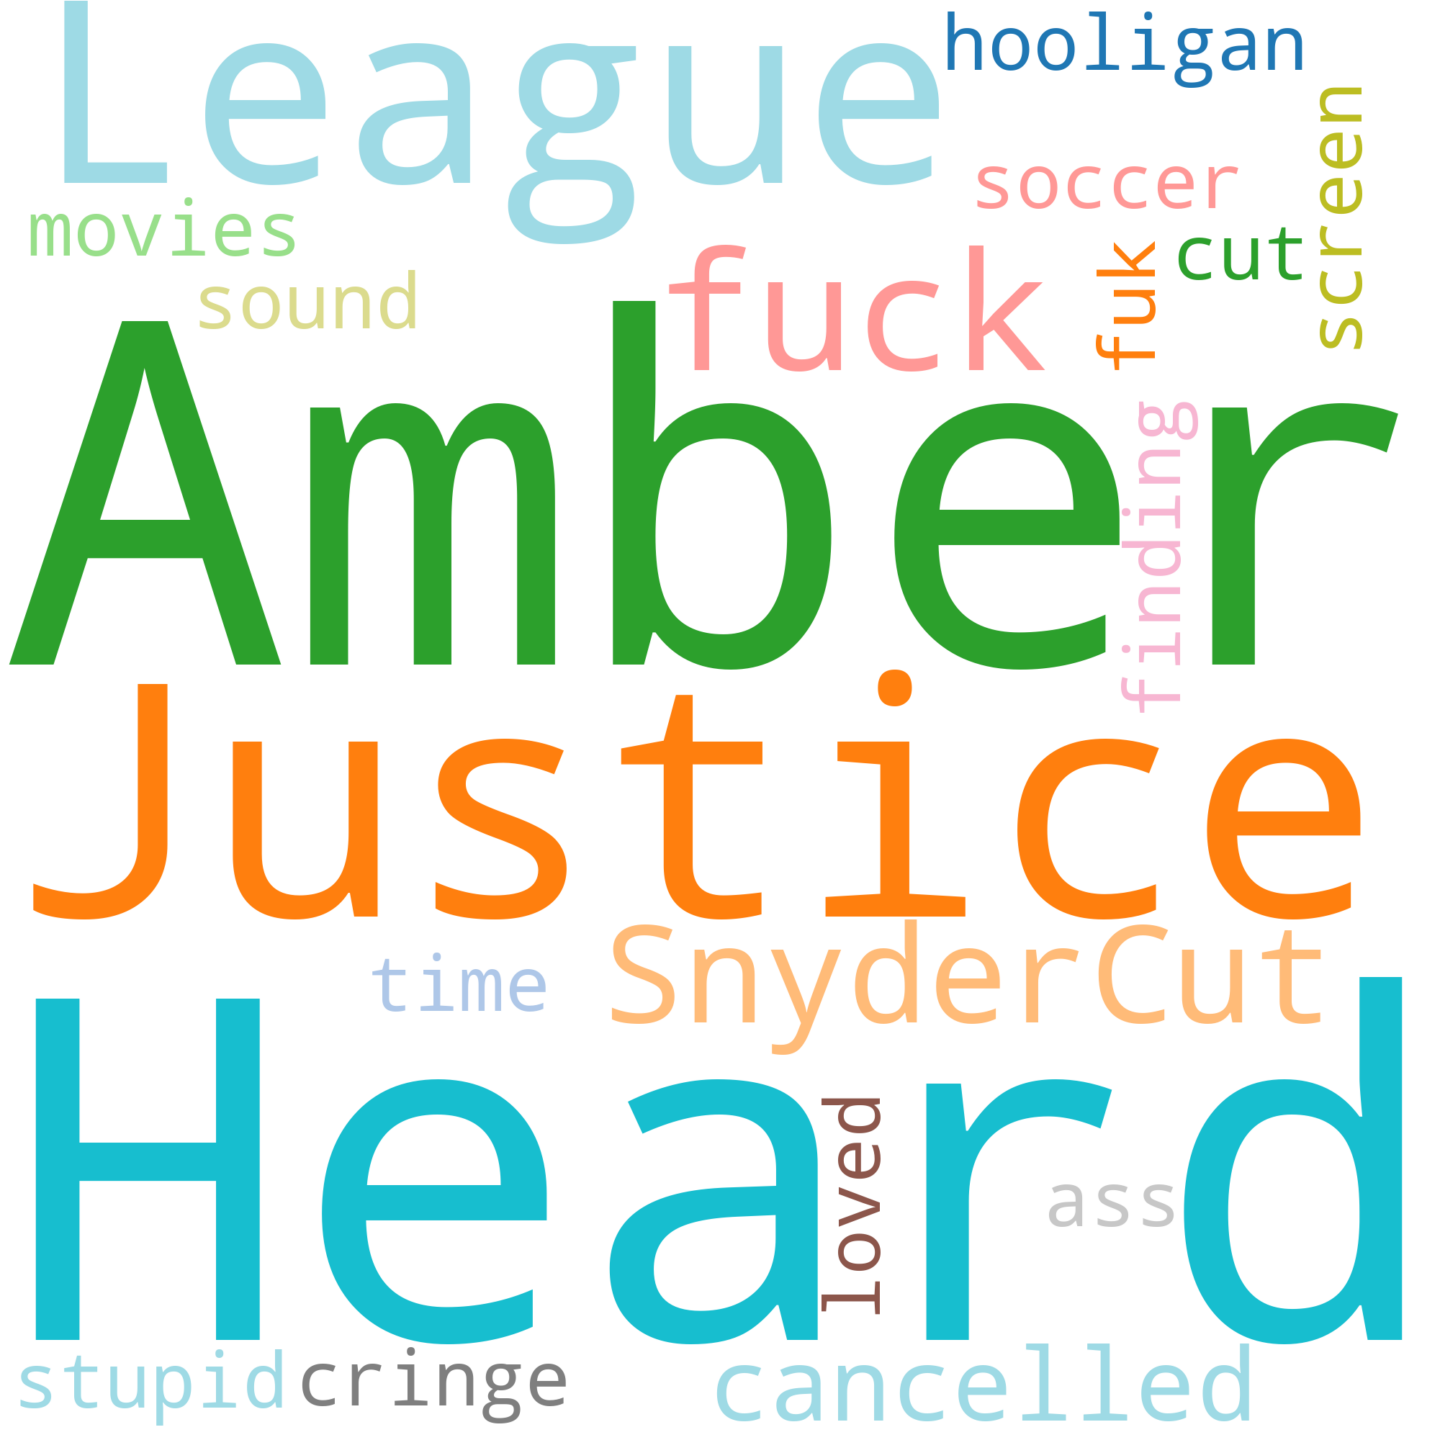 League
hooligan
screen
soccer
movies
cut
fuk
sound
fuck
Amber
finding
Justice
SnyderCut
time
Heard
loved
ass
stupid
cringe
cancelled